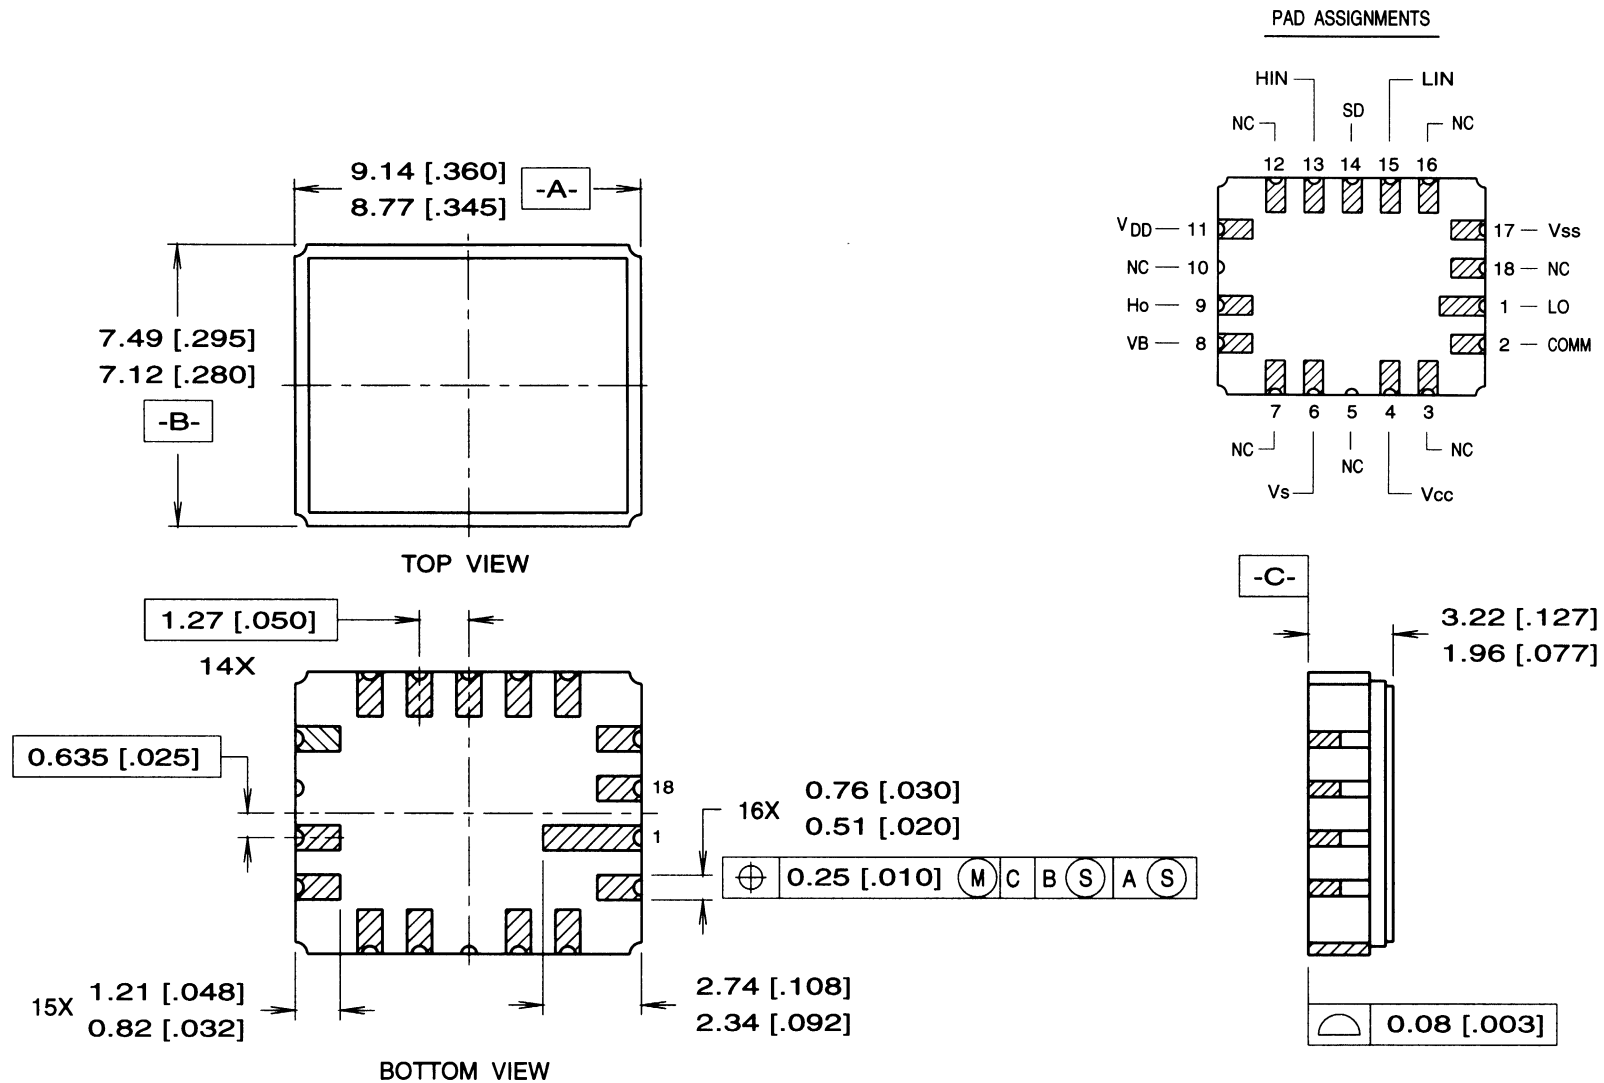 PAD ASSIGNMENTS
HIN
LIN
SD
NC
NC
12 13 14 15 16
VDD 11
17 Vss
NC 10
18 NC
Ho 9
1 LO
VB 8
2 COMM
7 6 5 4 3
NC
NC
NC
Vs
Vcc
9.14 [.360]
8.77 [.345]
-A-
7.49 [.295]
7.12 [.280]
-B-
TOP VIEW
1.27 [.050]
14X
0.635 [.025]
18
1
16X
0.76 [.030]
0.51 [.020]
0.25 [.010] M C B S A S
15X
1.21 [.048]
0.82 [.032]
2.74 [.108]
2.34 [.092]
BOTTOM VIEW
-C-
3.22 [.127]
1.96 [.077]
0.08 [.003]